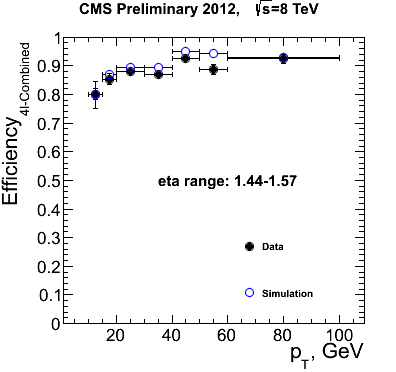 CMS Preliminary 2012, √s=8 TeV
Efficiency4l-Combined
1
0.9
0.8
0.7
0.6
0.5
0.4
0.3
0.2
0.1
0
eta range: 1.44-1.57
Data
Simulation
20 40 60 80 100
pT, GeV